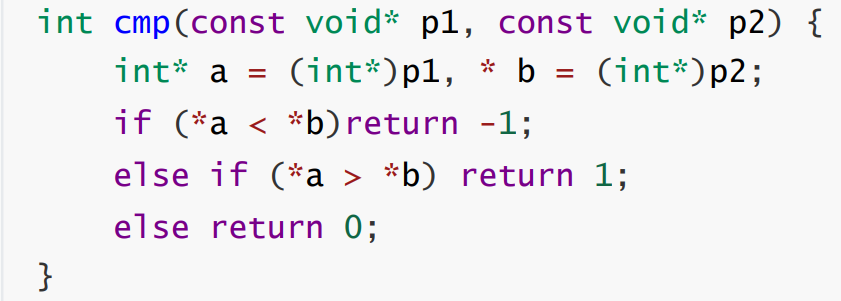 int cmp(const void* p1, const void* p2) {
    int* a = (int*)p1, * b = (int*)p2;
    if (*a < *b)return -1;
    else if (*a > *b) return 1;
    else return 0;
}